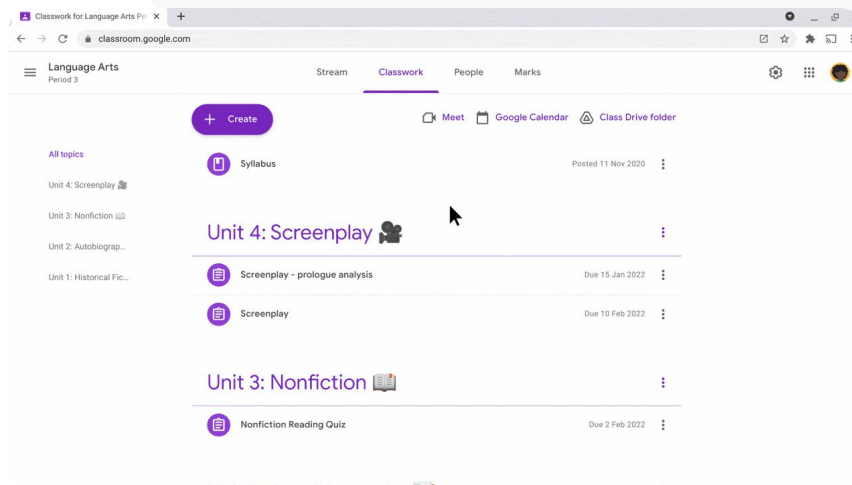 Classwork for Language Arts Pe
classroom.google.com
Language Arts
Period 3
Stream Classwork People Marks
Create
Meet Google Calendar Class Drive folder
All topics
Unit 4: Screenplay 🎥
Unit 3: Nonfiction 📖
Unit 2: Autobiograp...
Unit 1: Historical Fic...
Syllabus Posted 11 Nov 2020
Unit 4: Screenplay 🎥
Screenplay - prologue analysis Due 15 Jan 2022
Screenplay Due 10 Feb 2022
Unit 3: Nonfiction 📖
Nonfiction Reading Quiz Due 2 Feb 2022